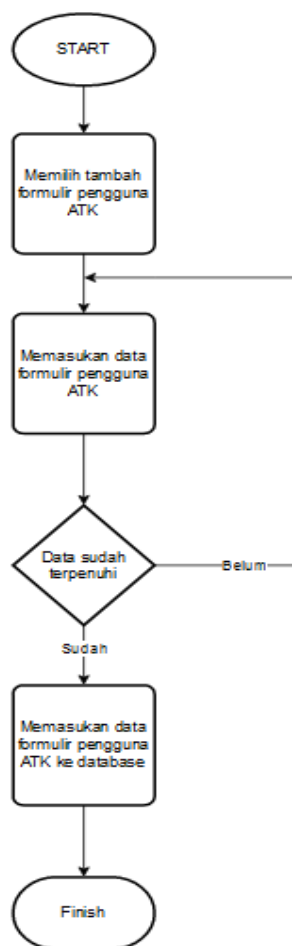 START
Memilih tambah
formulir pengguna
ATK
Memasukan data
formulir pengguna
ATK
Data sudah
terpenuhi
Belum
Sudah
Memasukan data
formulir pengguna
ATK ke database
Finish